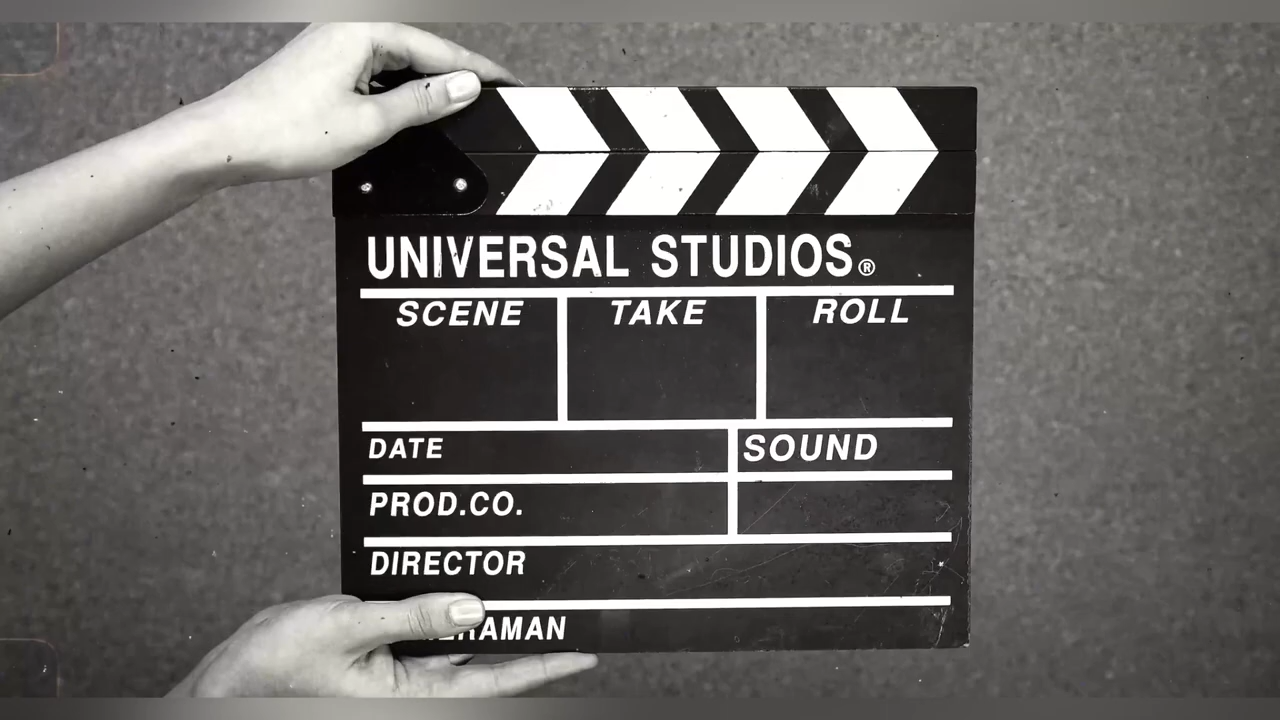 UNIVERSAL STUDIOS®
SCENE TAKE ROLL
DATE SOUND
PROD.CO.
DIRECTOR